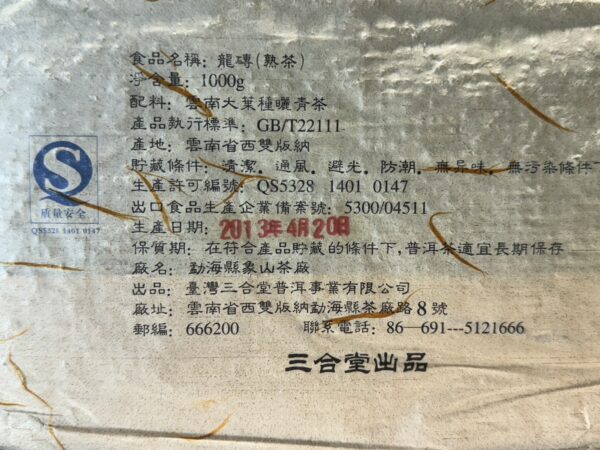 食品名稱：龍磚(熟茶)
淨含量：1000g
配料：雲南大葉種曬青茶
產品執行標準：GB/T22111
產地：雲南省西雙版納
貯藏條件：清潔．通風．避光．防潮．無异味．無污染條件下
生産許可編號：QS5328 1401 0147
出口食品生産企業備案號：5300/04511
生産日期：2013年4月20日
保質期：在符合産品貯藏的條件下,普洱茶適宜長期保存
廠名：勐海縣象山茶廠
出品：臺灣三合堂普洱事業有限公司
廠址：雲南省西雙版納勐海縣茶廠路8號
郵編：666200 聯系電話：86—691---5121666
三合堂出品
S
质量安全
QS5328 1401 0147